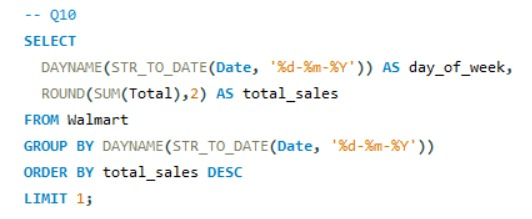 -- Q10
SELECT
DAYNAME(STR_TO_DATE(Date, '%d-%m-%Y')) AS day_of_week,
ROUND(SUM(Total),2) AS total_sales
FROM Walmart
GROUP BY DAYNAME(STR_TO_DATE(Date, '%d-%m-%Y'))
ORDER BY total_sales DESC
LIMIT 1;